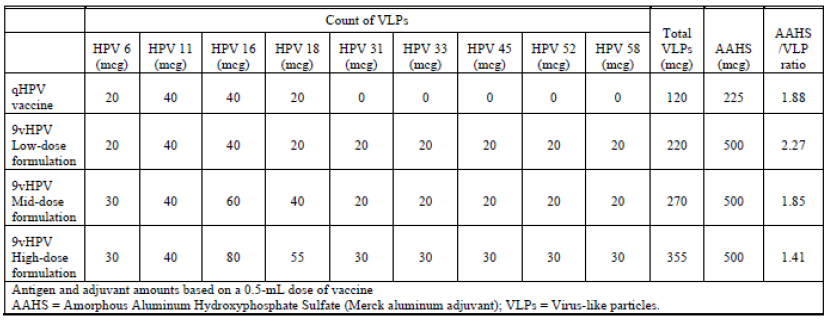 Count of VLPs
Total VLPs (mcg)
AAHS (mcg)
AAHS /VLP ratio
HPV 6 (mcg) HPV 11 (mcg) HPV 16 (mcg) HPV 18 (mcg) HPV 31 (mcg) HPV 33 (mcg) HPV 45 (mcg) HPV 52 (mcg) HPV 58 (mcg)
qHPV vaccine 20 40 40 20 0 0 0 0 0 120 225 1.88
9vHPV Low-dose formulation 20 40 40 20 20 20 20 20 20 220 500 2.27
9vHPV Mid-dose formulation 30 40 60 40 20 20 20 20 20 270 500 1.85
9vHPV High-dose formulation 30 40 80 55 30 30 30 30 30 355 500 1.41
Antigen and adjuvant amounts based on a 0.5-mL dose of vaccine
AAHS = Amorphous Aluminum Hydroxyphosphate Sulfate (Merck aluminum adjuvant); VLPs = Virus-like particles.